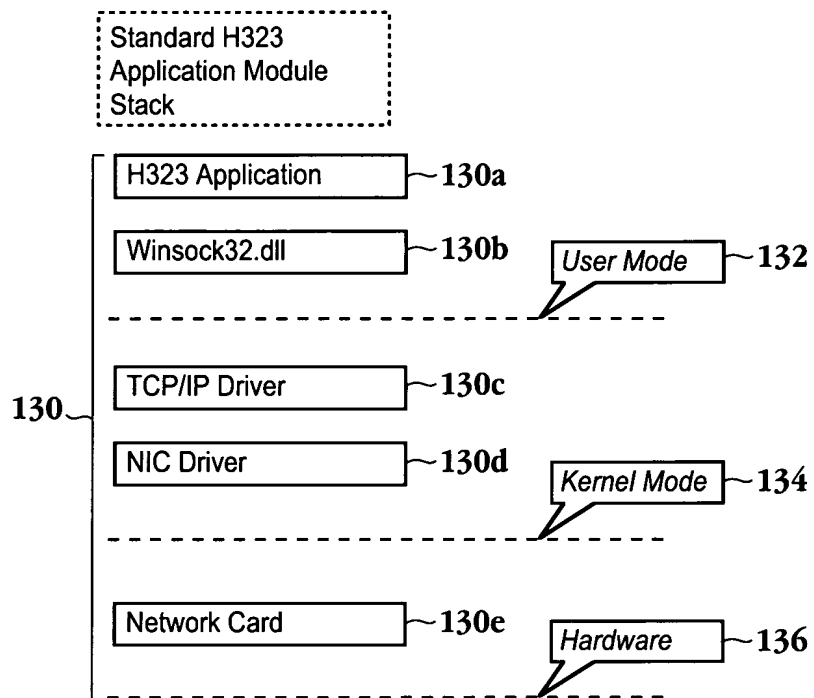 Standard H323
Application Module
Stack
H323 Application 130a
Winsock32.dll 130b
User Mode 132
TCP/IP Driver 130c
130
NIC Driver 130d
Kernel Mode 134
Network Card 130e
Hardware 136